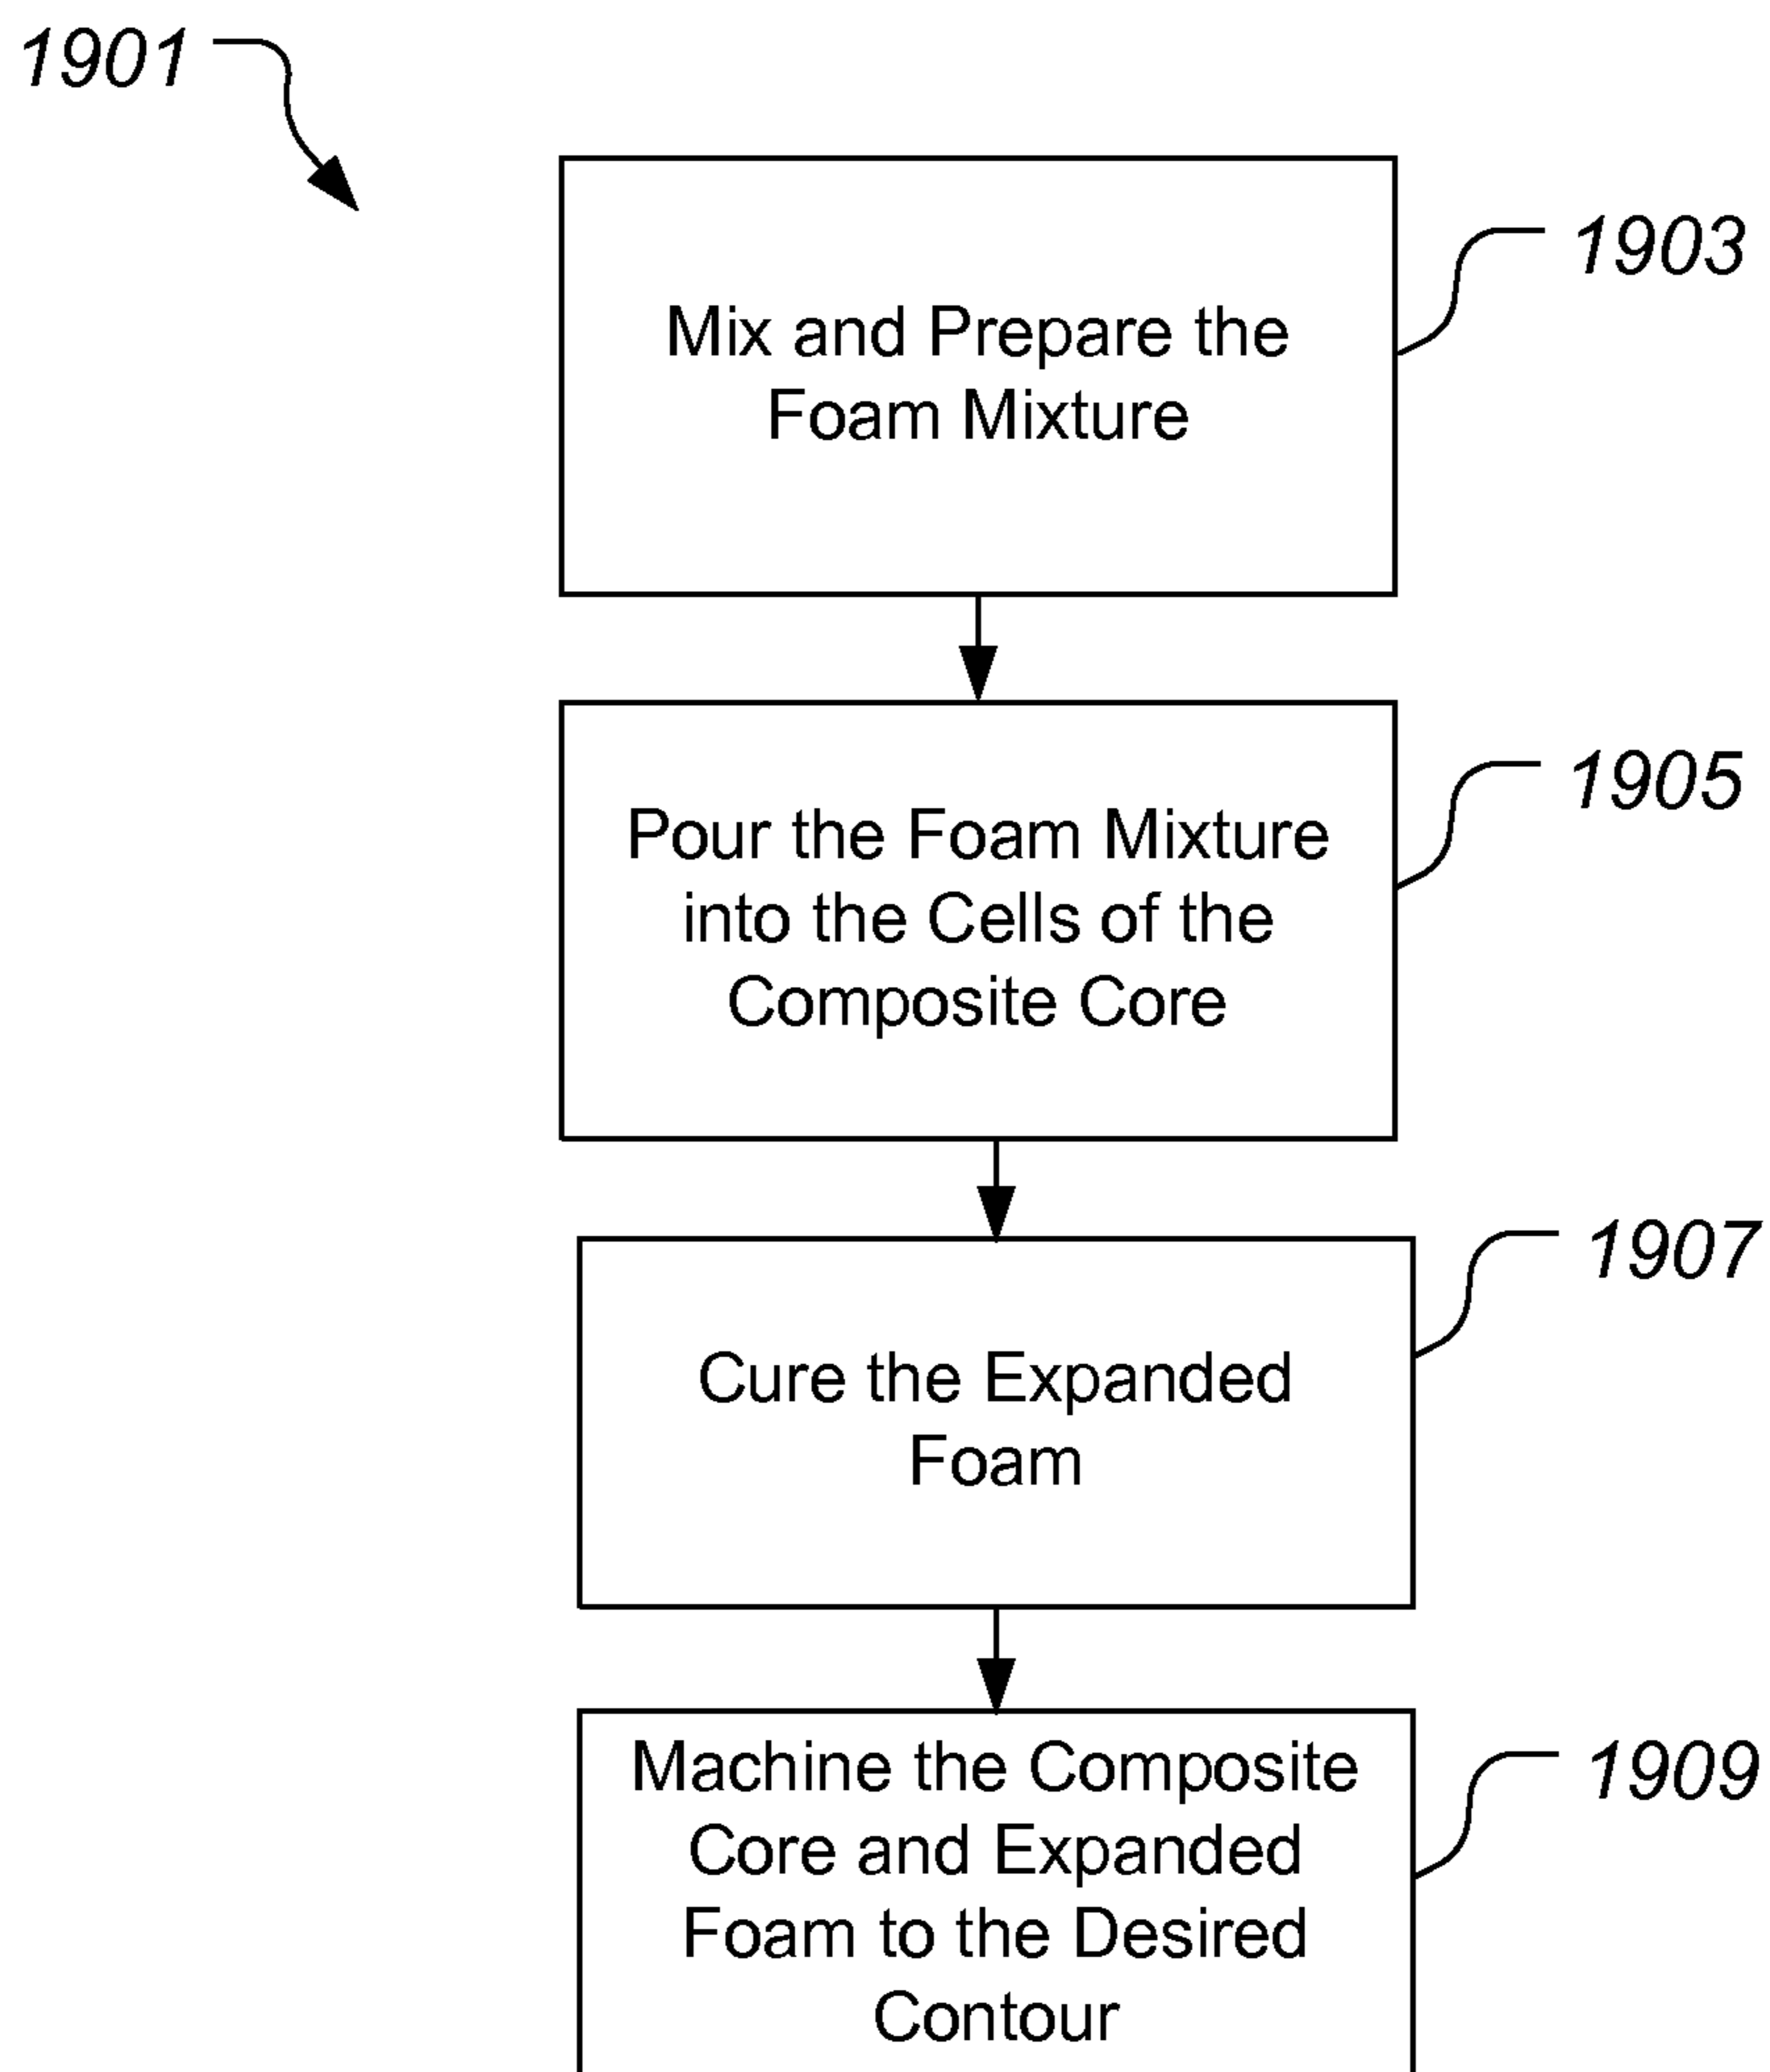 1901
1903
Mix and Prepare the
Foam Mixture
1905
Pour the Foam Mixture
into the Cells of the
Composite Core
1907
Cure the Expanded
Foam
1909
Machine the Composite
Core and Expanded
Foam to the Desired
Contour